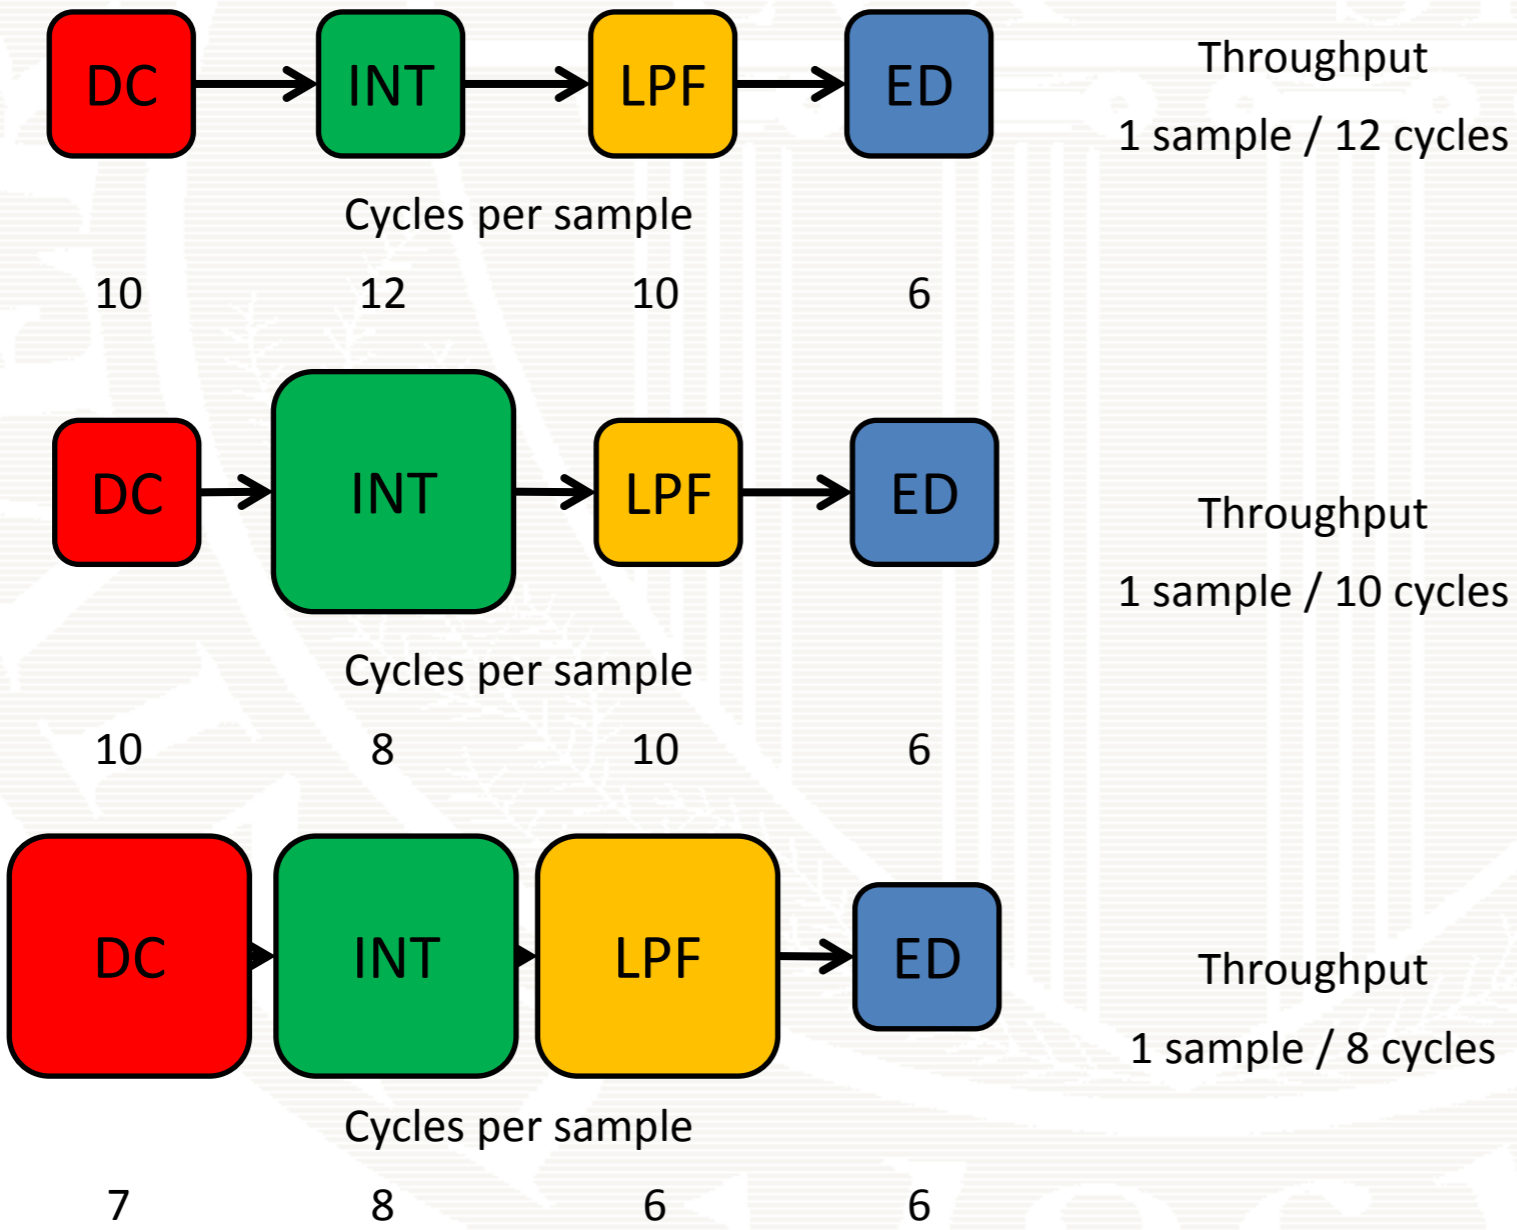 DC INT LPF ED
Throughput
1 sample / 12 cycles
Cycles per sample
10 12 10 6
DC INT LPF ED
Throughput
1 sample / 10 cycles
Cycles per sample
10 8 10 6
DC INT LPF ED
Throughput
1 sample / 8 cycles
Cycles per sample
7 8 6 6